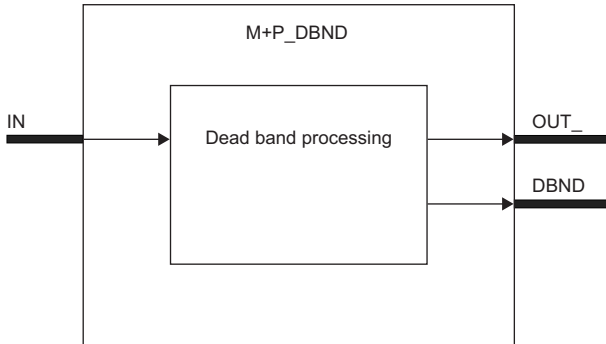 M+P_DBND
IN
Dead band processing
OUT_
DBND